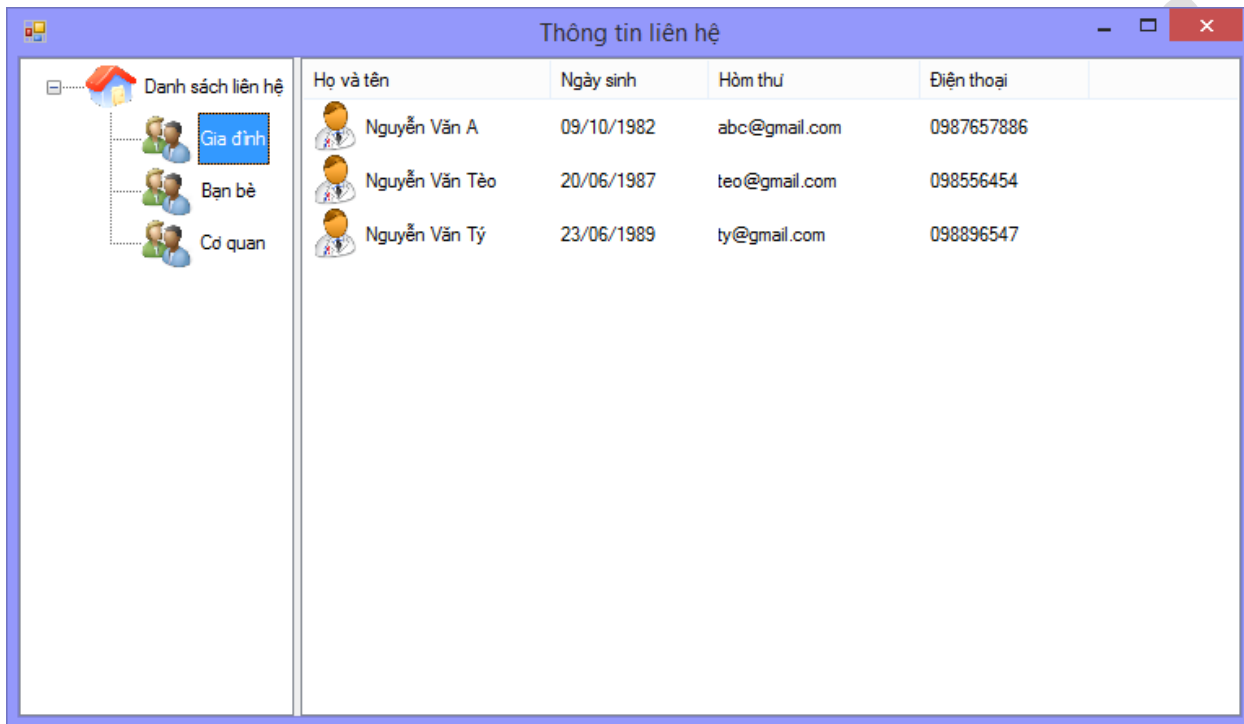 Thông tin liên hệ
Danh sách liên hệ
Gia đình
Bạn bè
Cơ quan
Họ và tên Ngày sinh Hòm thư Điện thoại
Nguyễn Văn A 09/10/1982 abc@gmail.com 0987657886
Nguyễn Văn Tèo 20/06/1987 teo@gmail.com 098556454
Nguyễn Văn Tý 23/06/1989 ty@gmail.com 098896547